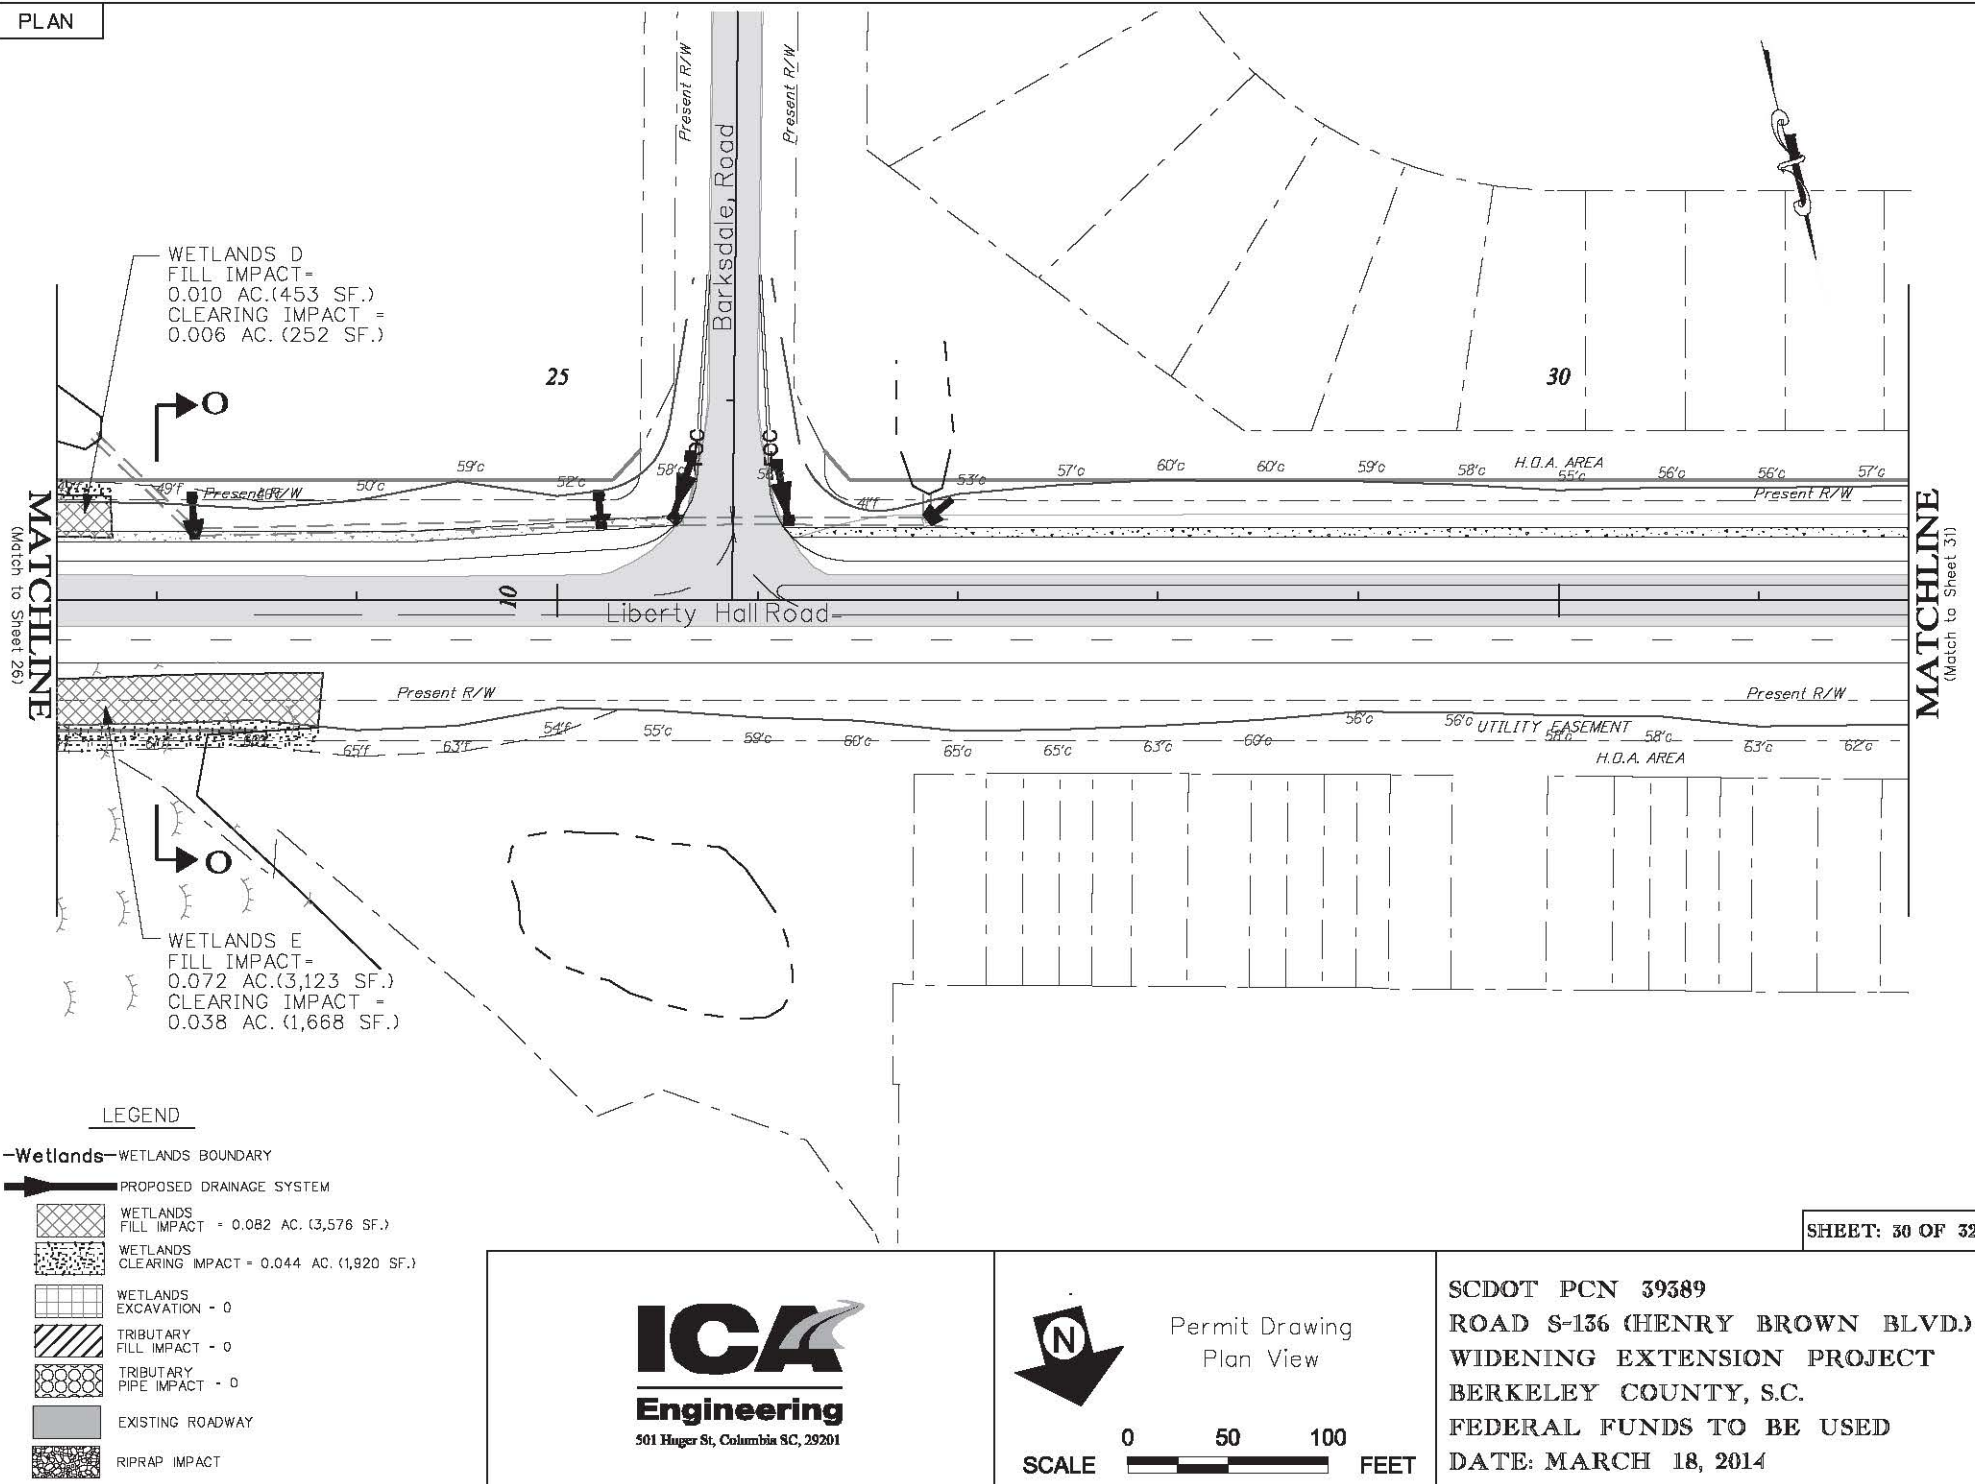 PLAN
Present R/W
Present R/W
Barksdale, Road
WETLANDS D
FILL IMPACT=
0.010 AC.(453 SF.)
CLEARING IMPACT =
0.006 AC. (252 SF.)
25
30
O
59'c
52'c
58'c
50'c
49'f
Present R/W
41'f
53'c
57'c
60'c
60'c
59'c
58'c
H.O.A. AREA
55'c
56'c
56'c
57'c
Present R/W
MATCHLINE
(Match to Sheet 26)
MATCHLINE
(Match to Sheet 31)
10
Liberty Hall Road
Present R/W
Present R/W
65'f
63'f
54'f
55'c
59'c
60'c
65'c
65'c
63'c
60'c
56'c
56'c
UTILITY EASEMENT
58'c
58'c
63'c
62'c
H.O.A. AREA
O
WETLANDS E
FILL IMPACT=
0.072 AC.(3,123 SF.)
CLEARING IMPACT =
0.038 AC. (1,668 SF.)
LEGEND
Wetlands WETLANDS BOUNDARY
PROPOSED DRAINAGE SYSTEM
WETLANDS
FILL IMPACT = 0.082 AC. (3,576 SF.)
WETLANDS
CLEARING IMPACT = 0.044 AC. (1,920 SF.)
WETLANDS
EXCAVATION - 0
TRIBUTARY
FILL IMPACT - 0
TRIBUTARY
PIPE IMPACT - 0
EXISTING ROADWAY
RIPRAP IMPACT
ICA
Engineering
501 Huger St, Columbia SC, 29201
N
Permit Drawing
Plan View
0 50 100
SCALE FEET
SHEET: 30 OF 32
SCDOT PCN 39389
ROAD S-136 (HENRY BROWN BLVD.)
WIDENING EXTENSION PROJECT
BERKELEY COUNTY, S.C.
FEDERAL FUNDS TO BE USED
DATE: MARCH 18, 2014